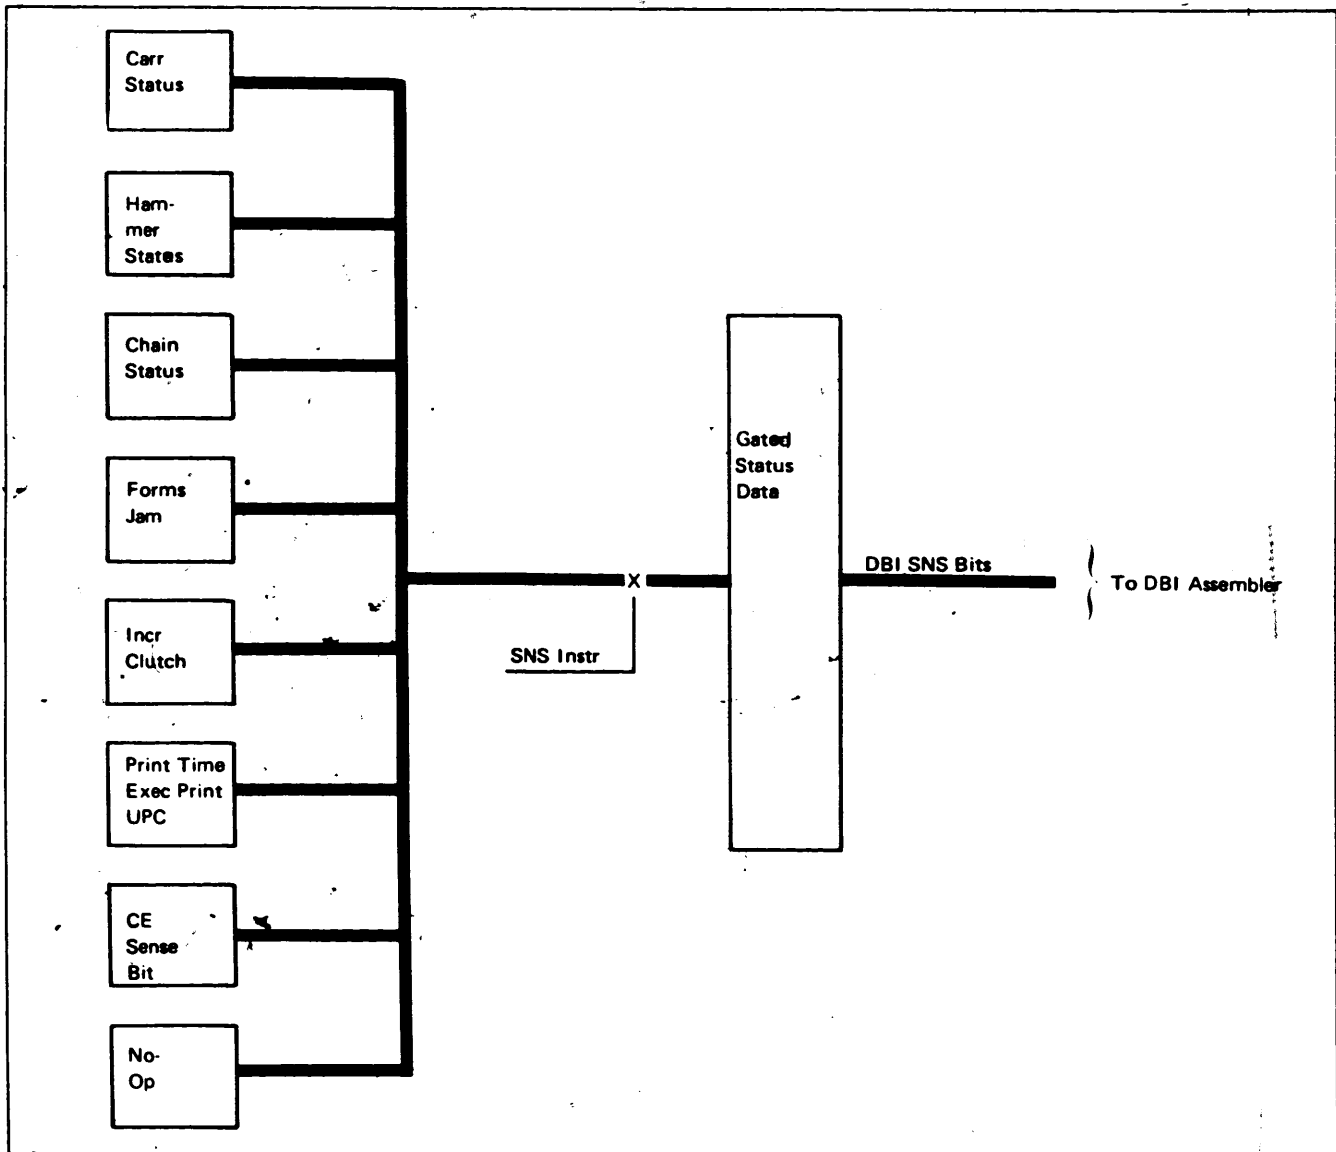 Carr
Status
Ham-
mer
States
Chain
Status
Forms
Jam
Incr
Clutch
Print Time
Exec Print
UPC
CE
Sense
Bit
No-
Op
X
SNS Instr
Gated
Status
Data
DBI SNS Bits
To DBI Assembler